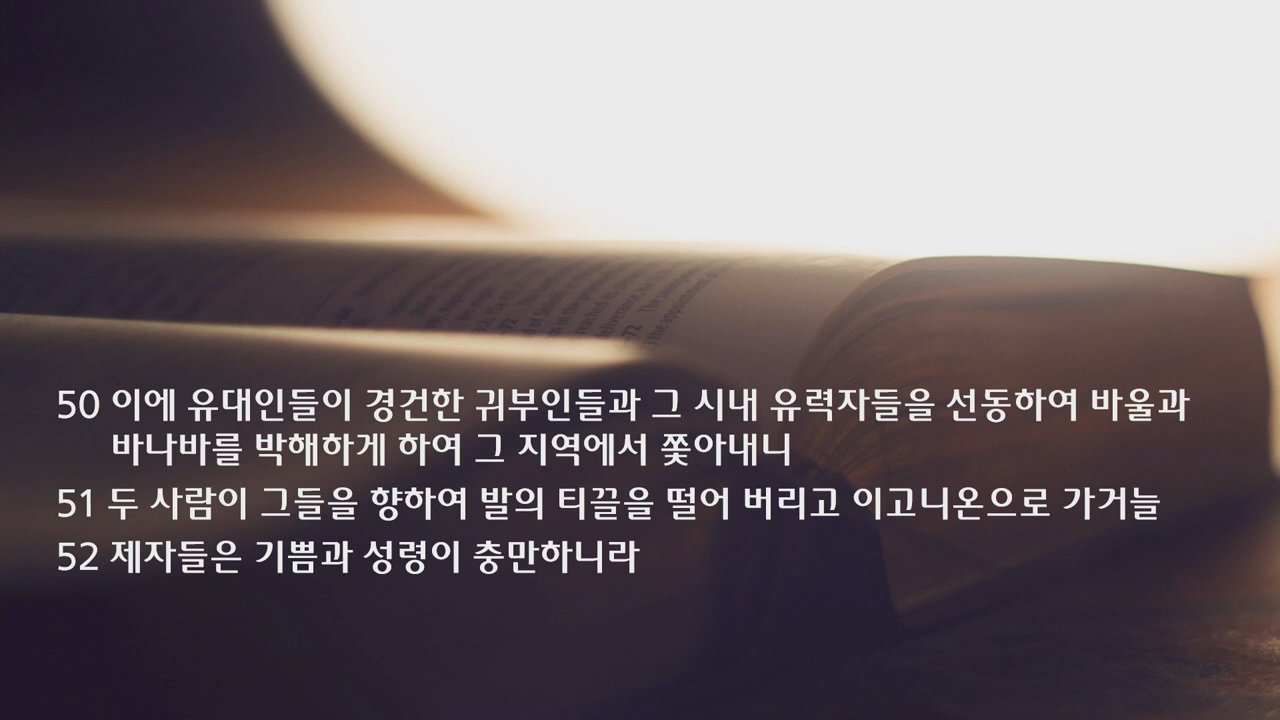 50 이에 유대인들이 경건한 귀부인들과 그 시내 유력자들을 선동하여 바울과
바나바를 박해하게 하여 그 지역에서 쫓아내니
51 두 사람이 그들을 향하여 발의 티끌을 떨어 버리고 이고니온으로 가거늘
52 제자들은 기쁨과 성령이 충만하니라